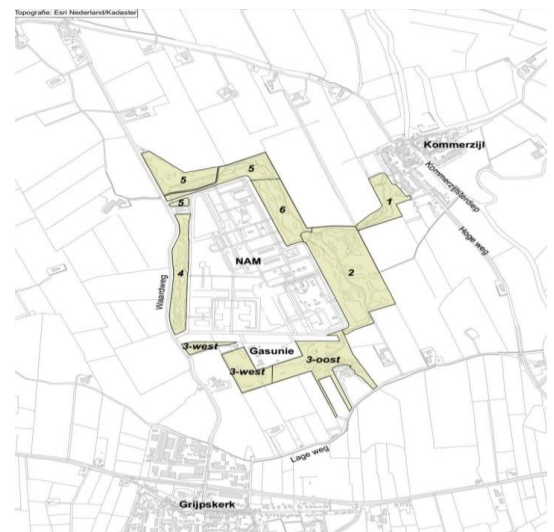 Topografie: Esri Nederland/Kadaster
Kommerzijl
Kommerzijlsterdiep
Hoge weg
5
5
5
1
6
2
NAM
4
Waardweg
3-west
Gasunie
3-oost
3-west
Lage weg
Grijpskerk